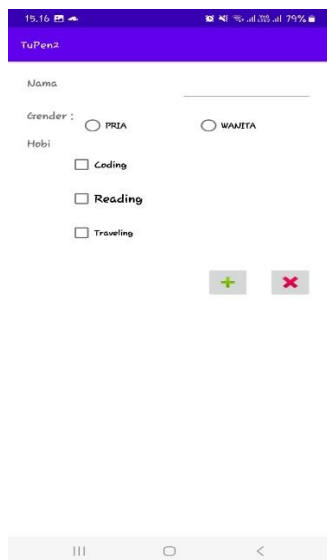 15.16 79%
TuPen2
Nama
Gender : PRIA WANITA
Hobi
Coding
Reading
Traveling